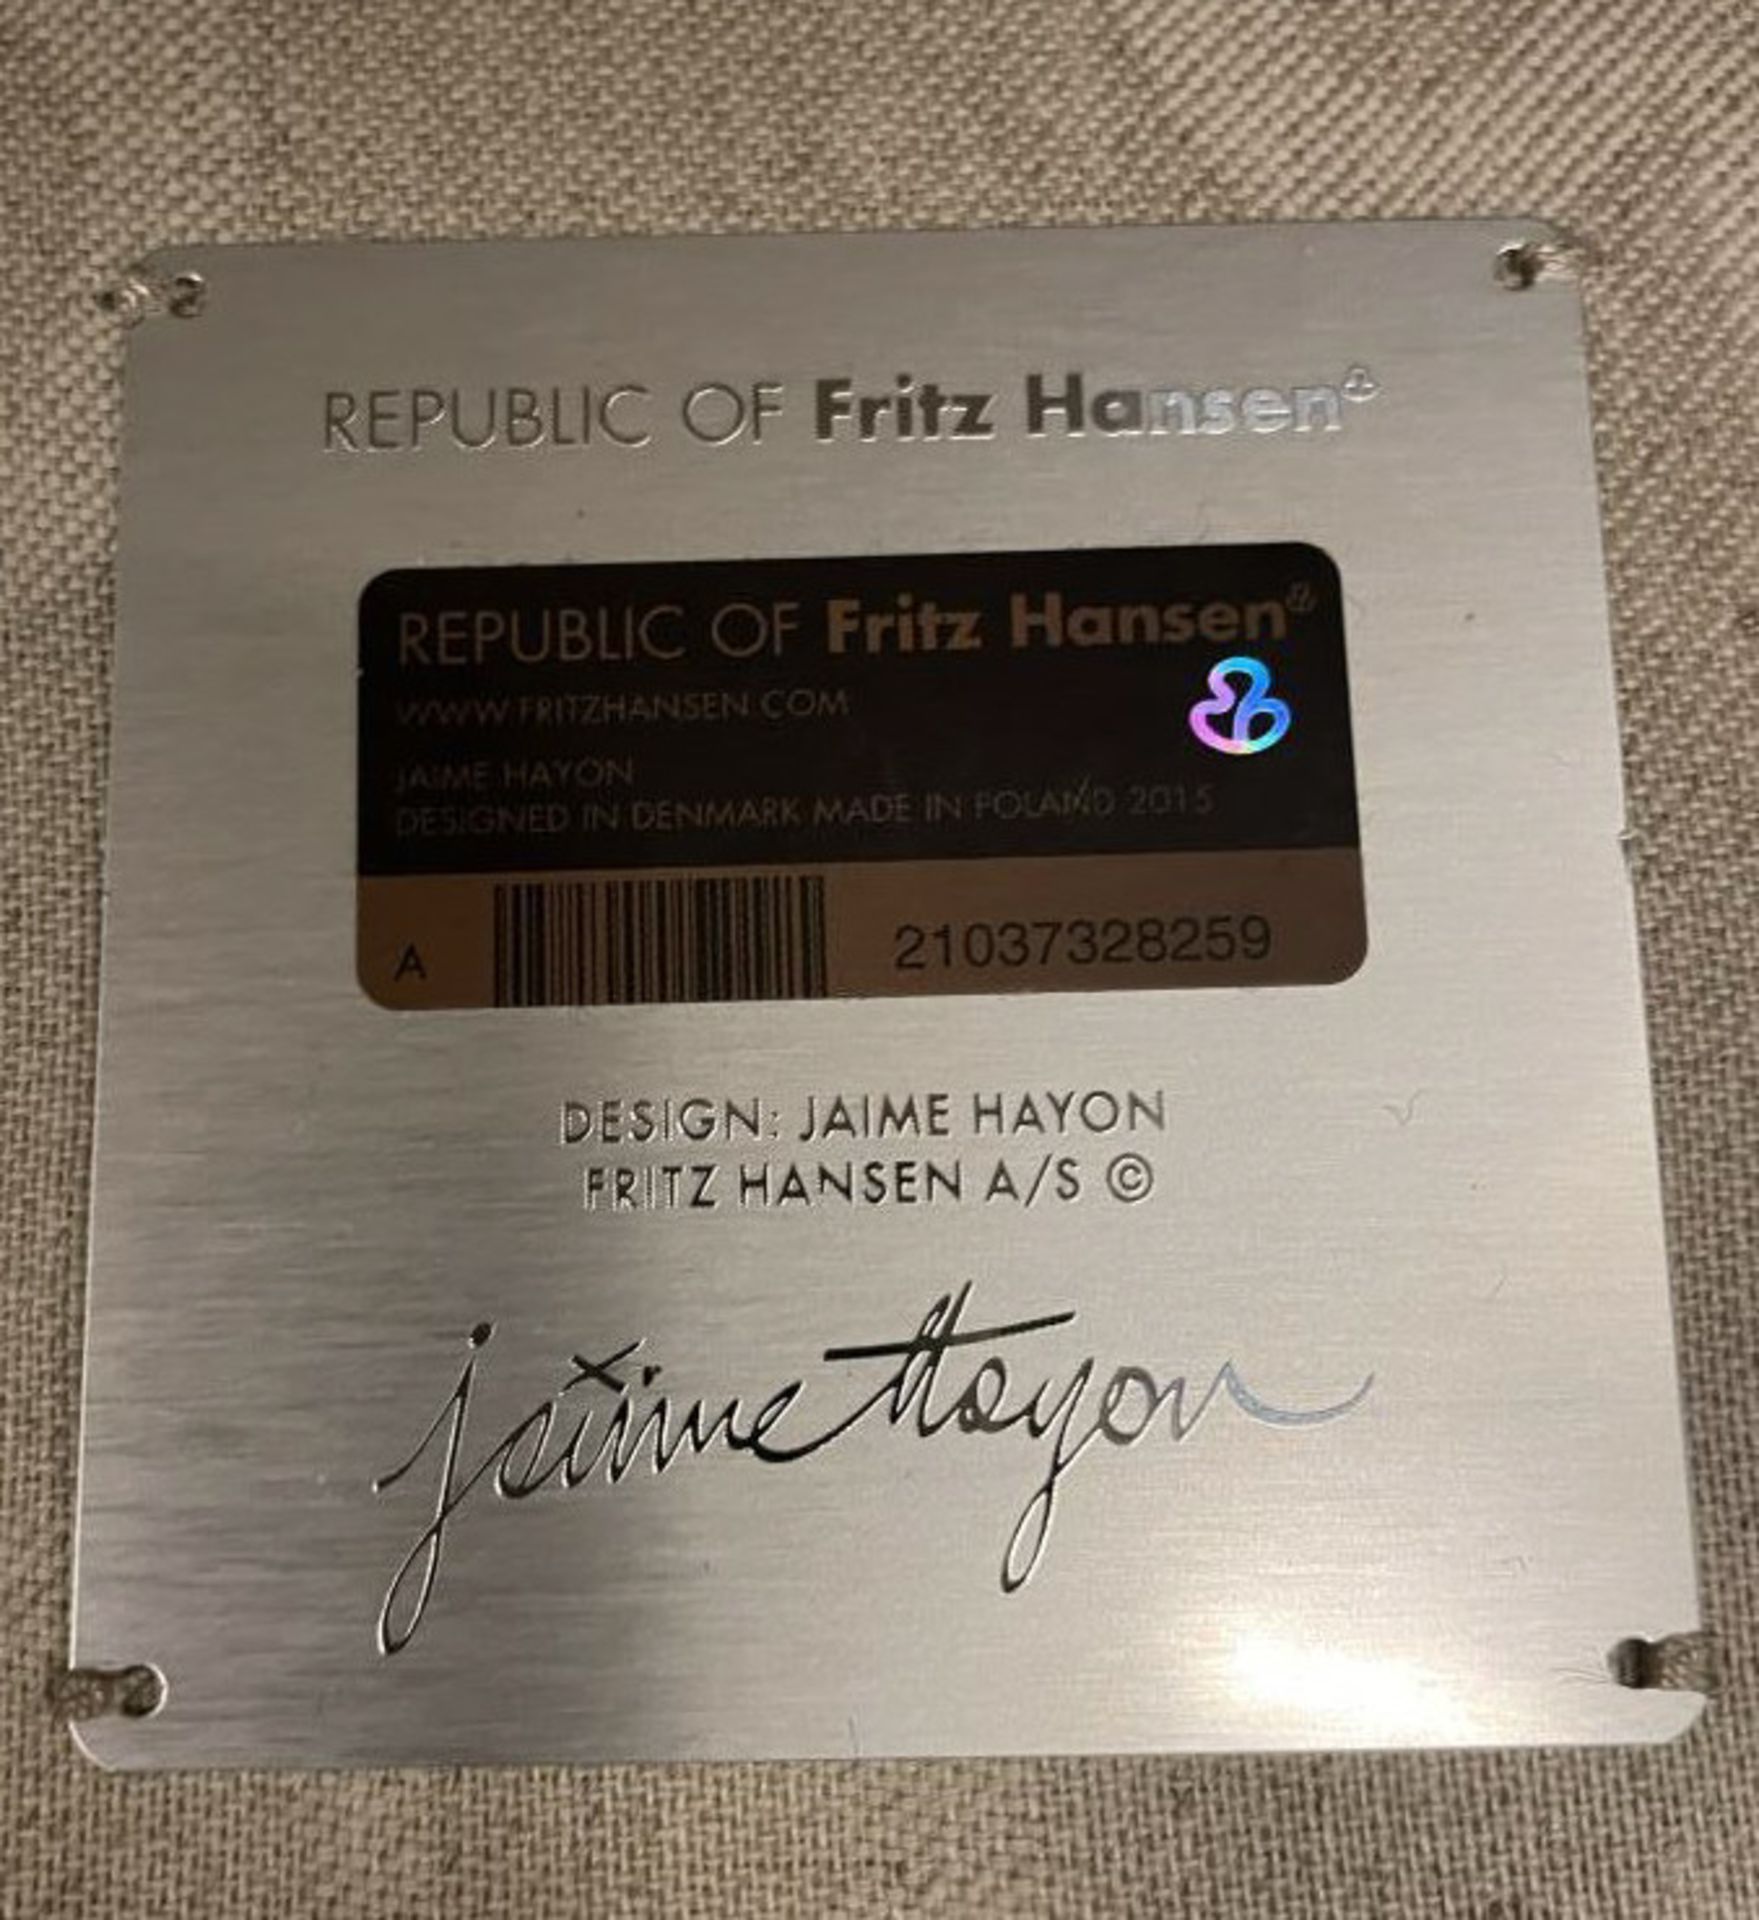 REPUBLIC OF Fritz Hansen
REPUBLIC OF Fritz Hansen
WWW.FRITZHANSEN.COM
JAIME HAYON
DESIGNED IN DENMARK MADE IN POLAND 2015
A
21037328259
DESIGN: JAIME HAYON
FRITZ HANSEN A/S ©
jaime Hayon